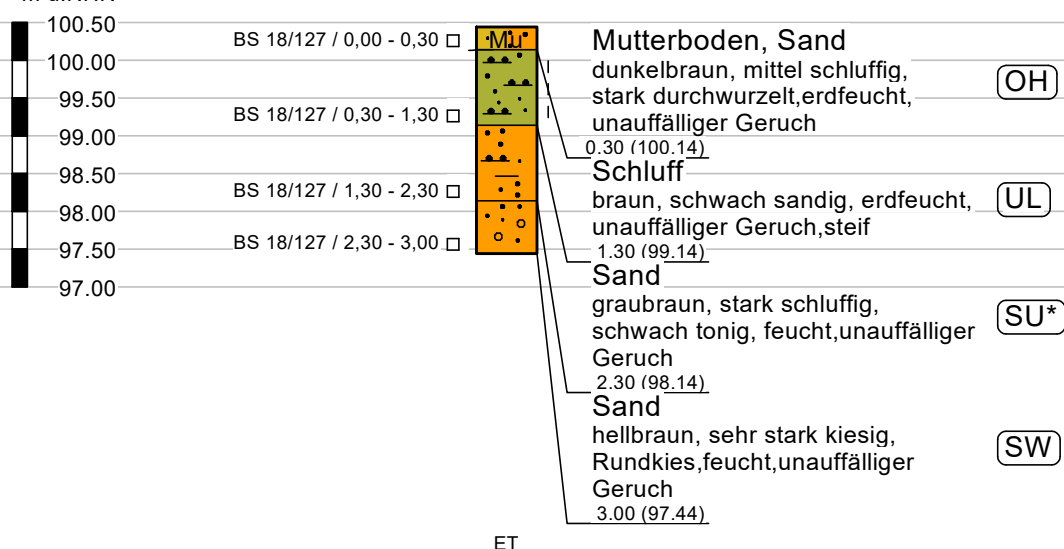 100.50
100.00
99.50
99.00
98.50
98.00
97.50
97.00
BS 18/127 / 0,00 - 0,30
BS 18/127 / 0,30 - 1,30
BS 18/127 / 1,30 - 2,30
BS 18/127 / 2,30 - 3,00
Mu
Mutterboden, Sand
dunkelbraun, mittel schluffig,
stark durchwurzelt,erdfeucht,
unauffälliger Geruch
0.30 (100.14)
OH
Schluff
braun, schwach sandig, erdfeucht,
unauffälliger Geruch,steif
1.30 (99.14)
UL
Sand
graubraun, stark schluffig,
schwach tonig, feucht,unauffälliger
Geruch
2.30 (98.14)
SU*
Sand
hellbraun, sehr stark kiesig,
Rundkies,feucht,unauffälliger
Geruch
3.00 (97.44)
SW
ET